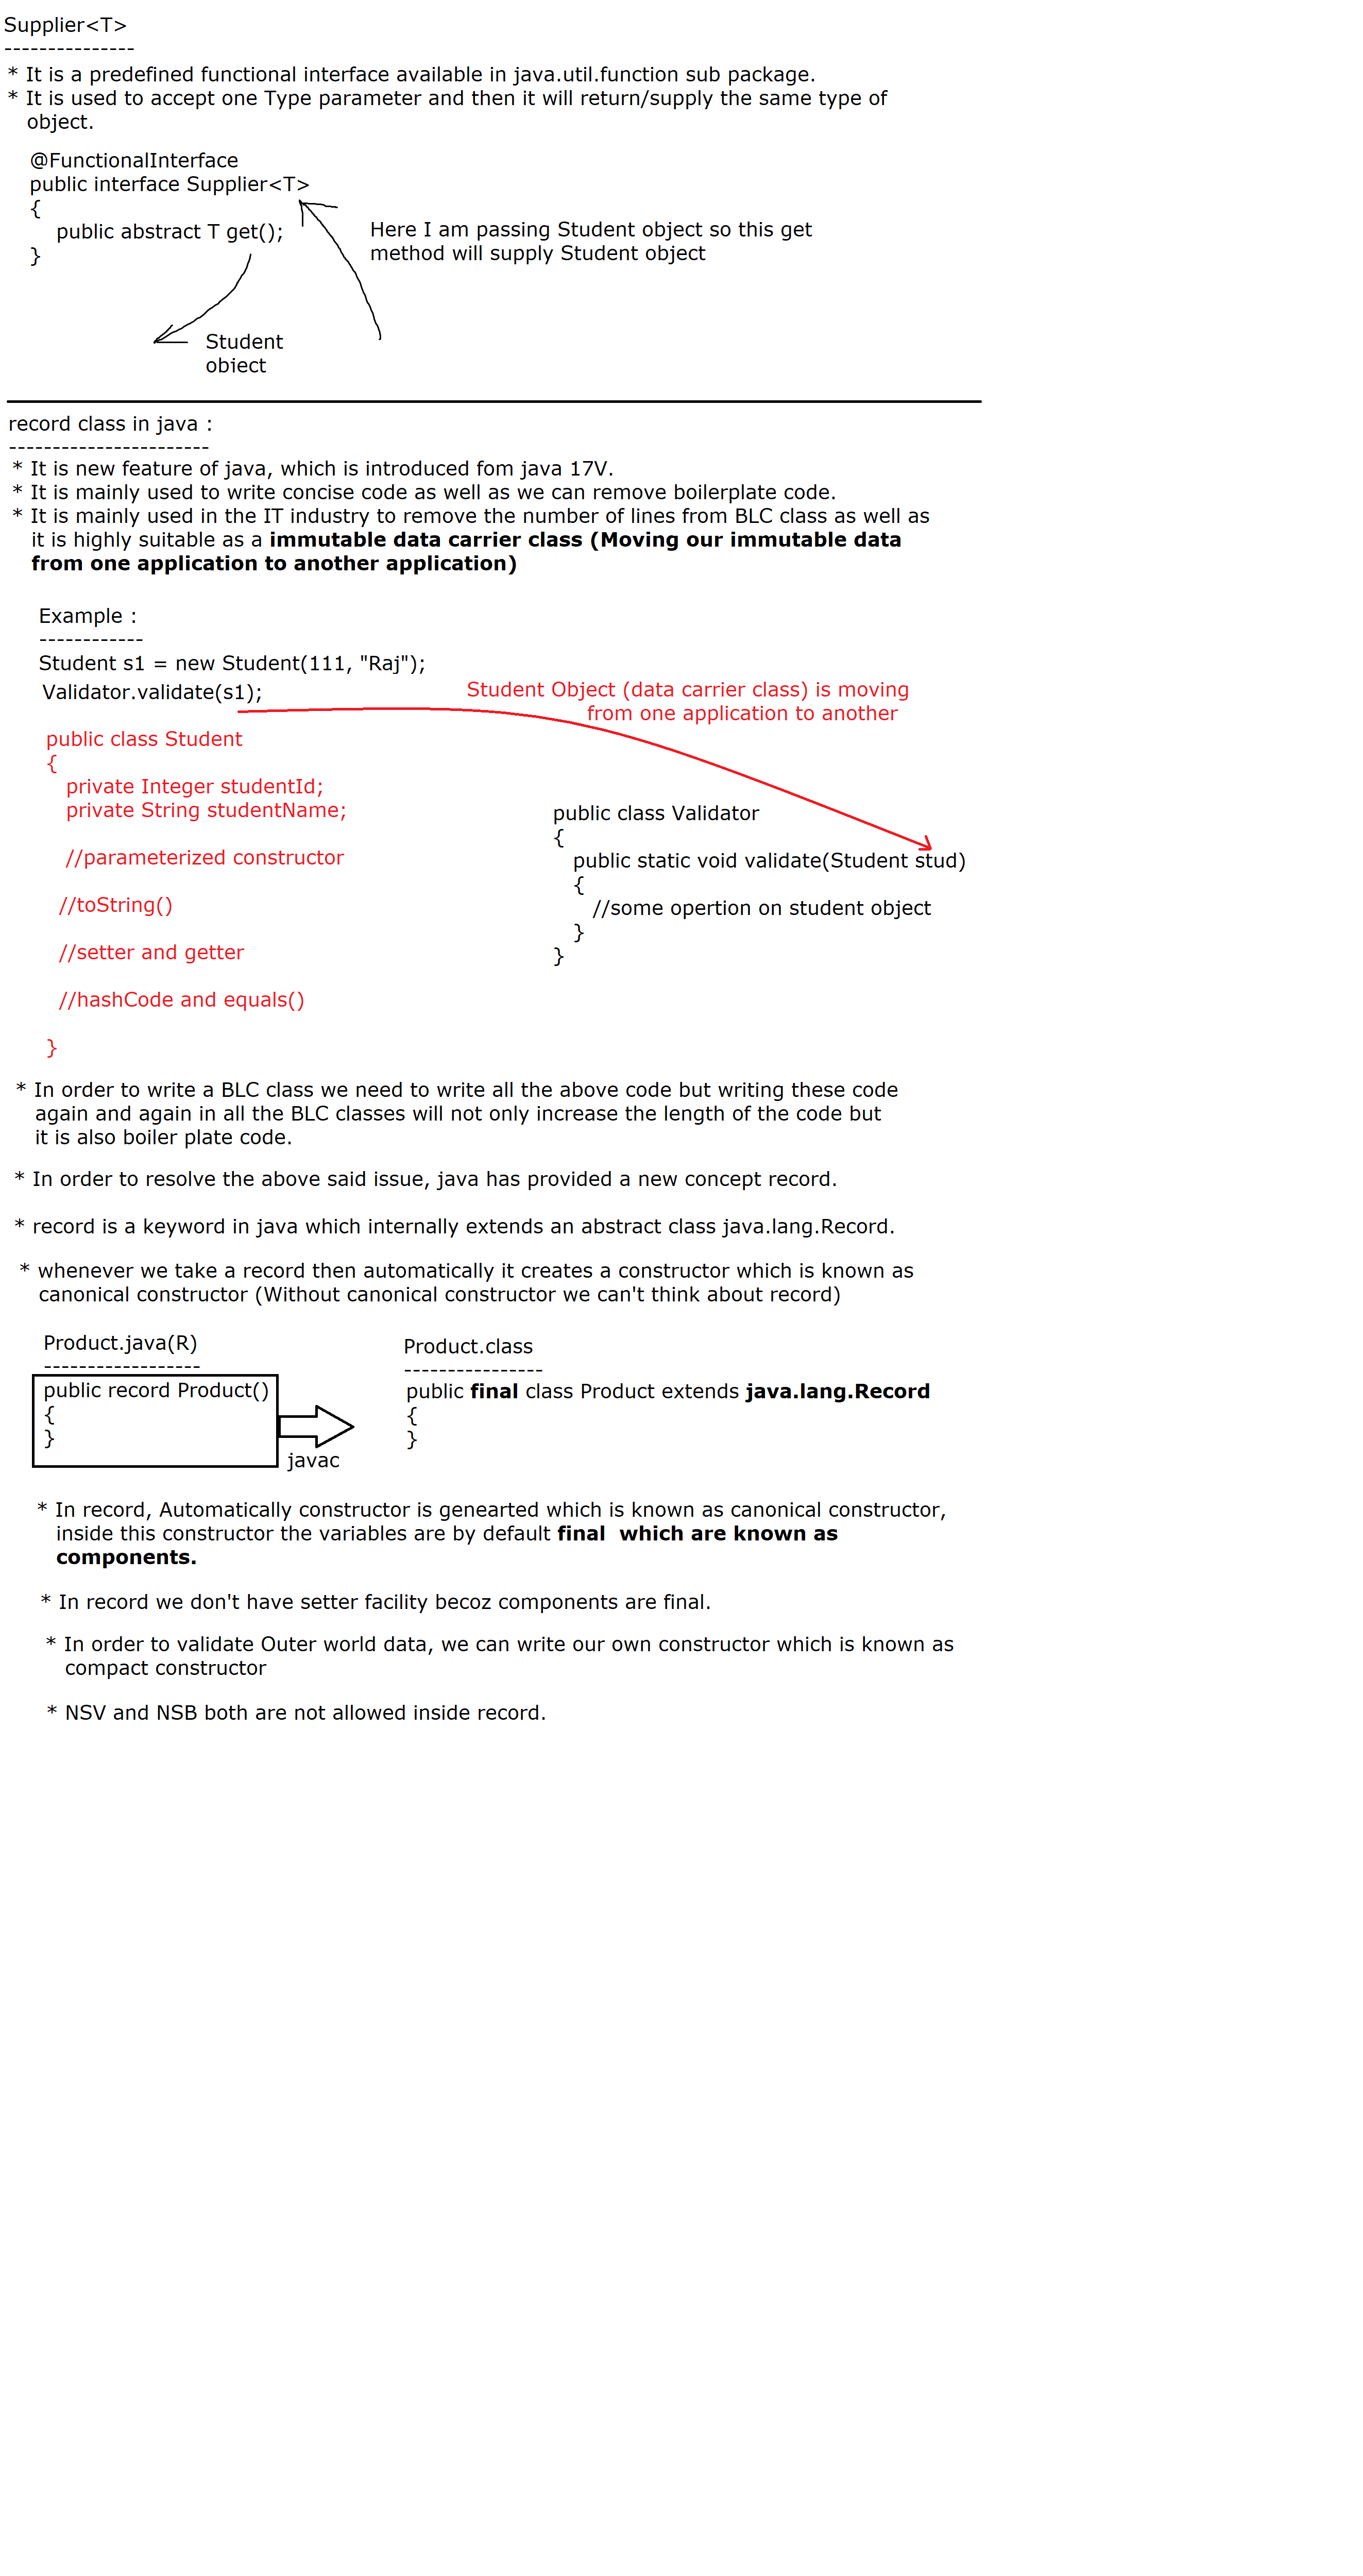 Supplier<T>
---------------
* It is a predefined functional interface available in java.util.function sub package.
* It is used to accept one Type parameter and then it will return/supply the same type of
object.
@FunctionalInterface
public interface Supplier<T>
{
public abstract T get();
}
Here I am passing Student object so this get
method will supply Student object
Student
object
record class in java :
-----------------------
* It is new feature of java, which is introduced fom java 17V.
* It is mainly used to write concise code as well as we can remove boilerplate code.
* It is mainly used in the IT industry to remove the number of lines from BLC class as well as
it is highly suitable as a immutable data carrier class (Moving our immutable data
from one application to another application)
Example :
------------
Student s1 = new Student(111, "Raj");
Validator.validate(s1);
Student Object (data carrier class) is moving
from one application to another
public class Student
{
private Integer studentId;
private String studentName;
//parameterized constructor
//toString()
//setter and getter
//hashCode and equals()
}
public class Validator
{
public static void validate(Student stud)
{
//some opertion on student object
}
}
* In order to write a BLC class we need to write all the above code but writing these code
again and again in all the BLC classes will not only increase the length of the code but
it is also boiler plate code.
* In order to resolve the above said issue, java has provided a new concept record.
* record is a keyword in java which internally extends an abstract class java.lang.Record.
* whenever we take a record then automatically it creates a constructor which is known as
canonical constructor (Without canonical constructor we can't think about record)
Product.java(R)
------------------
public record Product()
{
}
javac
Product.class
----------------
public final class Product extends java.lang.Record
{
}
* In record, Automatically constructor is genearted which is known as canonical constructor,
inside this constructor the variables are by default final  which are known as
components.
* In record we don't have setter facility becoz components are final.
* In order to validate Outer world data, we can write our own constructor which is known as
compact constructor
* NSV and NSB both are not allowed inside record.